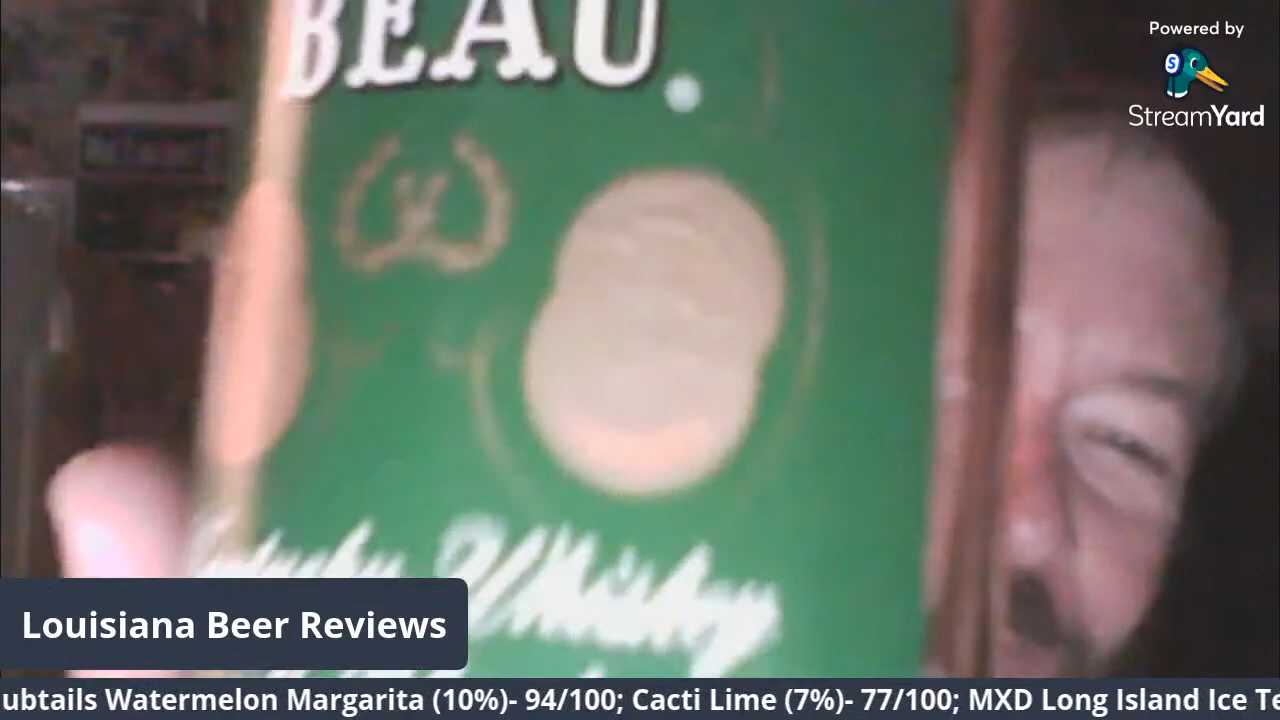 BEAU
Powered by
StreamYard
Whiskey
Louisiana Beer Reviews
ubtails Watermelon Margarita (10%)- 94/100; Cacti Lime (7%)- 77/100; MXD Long Island Ice Te